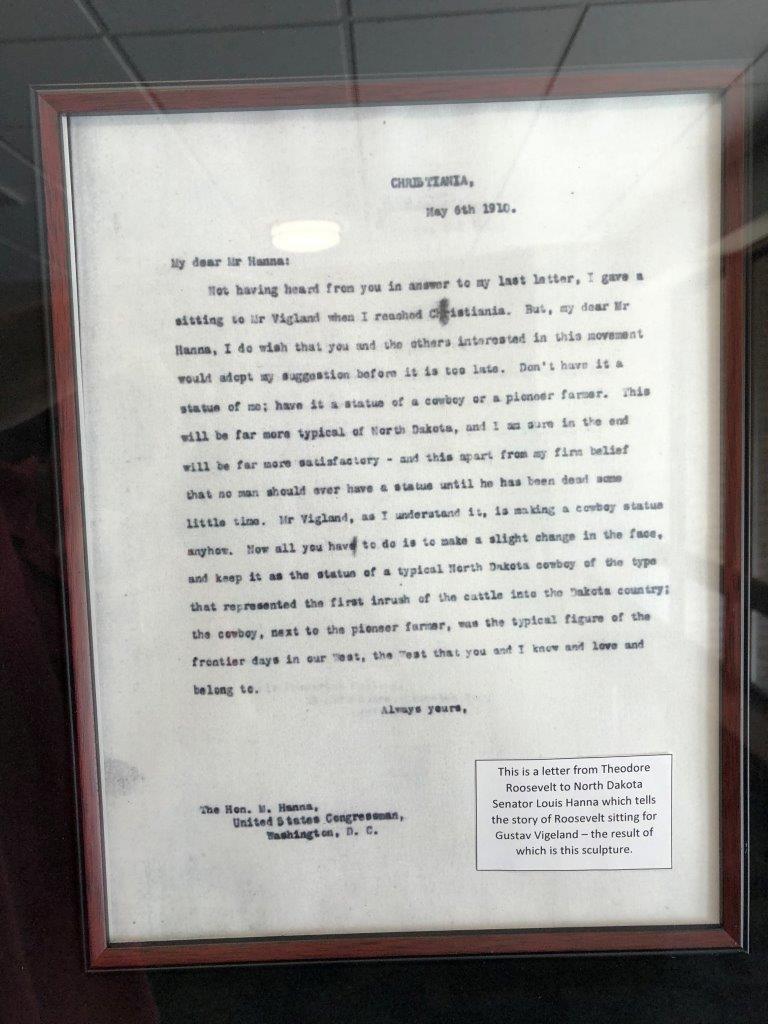 CHRISTIANIA,
May 6th 1910.
My dear Mr Hanna:
Not having heard from you in answer to my last letter, I gave a
sitting to Mr Vigland when I reached Christiania. But, my dear Mr
Hanna, I do wish that you and the others interested in this movement
would adopt my suggestion before it is too late. Don't have it a
statue of me; have it a statue of a cowboy or a pioneer farmer. This
will be far more typical of North Dakota, and I am sure in the end
will be far more satisfactory - and this apart from my firm belief
that no man should ever have a statue until he has been dead some
little time. Mr Vigland, as I understand it, is making a cowboy statue
anyhow. Now all you have to do is to make a slight change in the face,
and keep it as the statue of a typical North Dakota cowboy of the type
that represented the first inrush of the cattle into the Dakota country;
the cowboy, next to the pioneer farmer, was the typical figure of the
frontier days in our West, the West that you and I know and love and
belong to.
Always yours,
The Hon. M. Hanna,
United States Congressman,
Washington, D. C.
This is a letter from Theodore
Roosevelt to North Dakota
Senator Louis Hanna which tells
the story of Roosevelt sitting for
Gustav Vigeland – the result of
which is this sculpture.